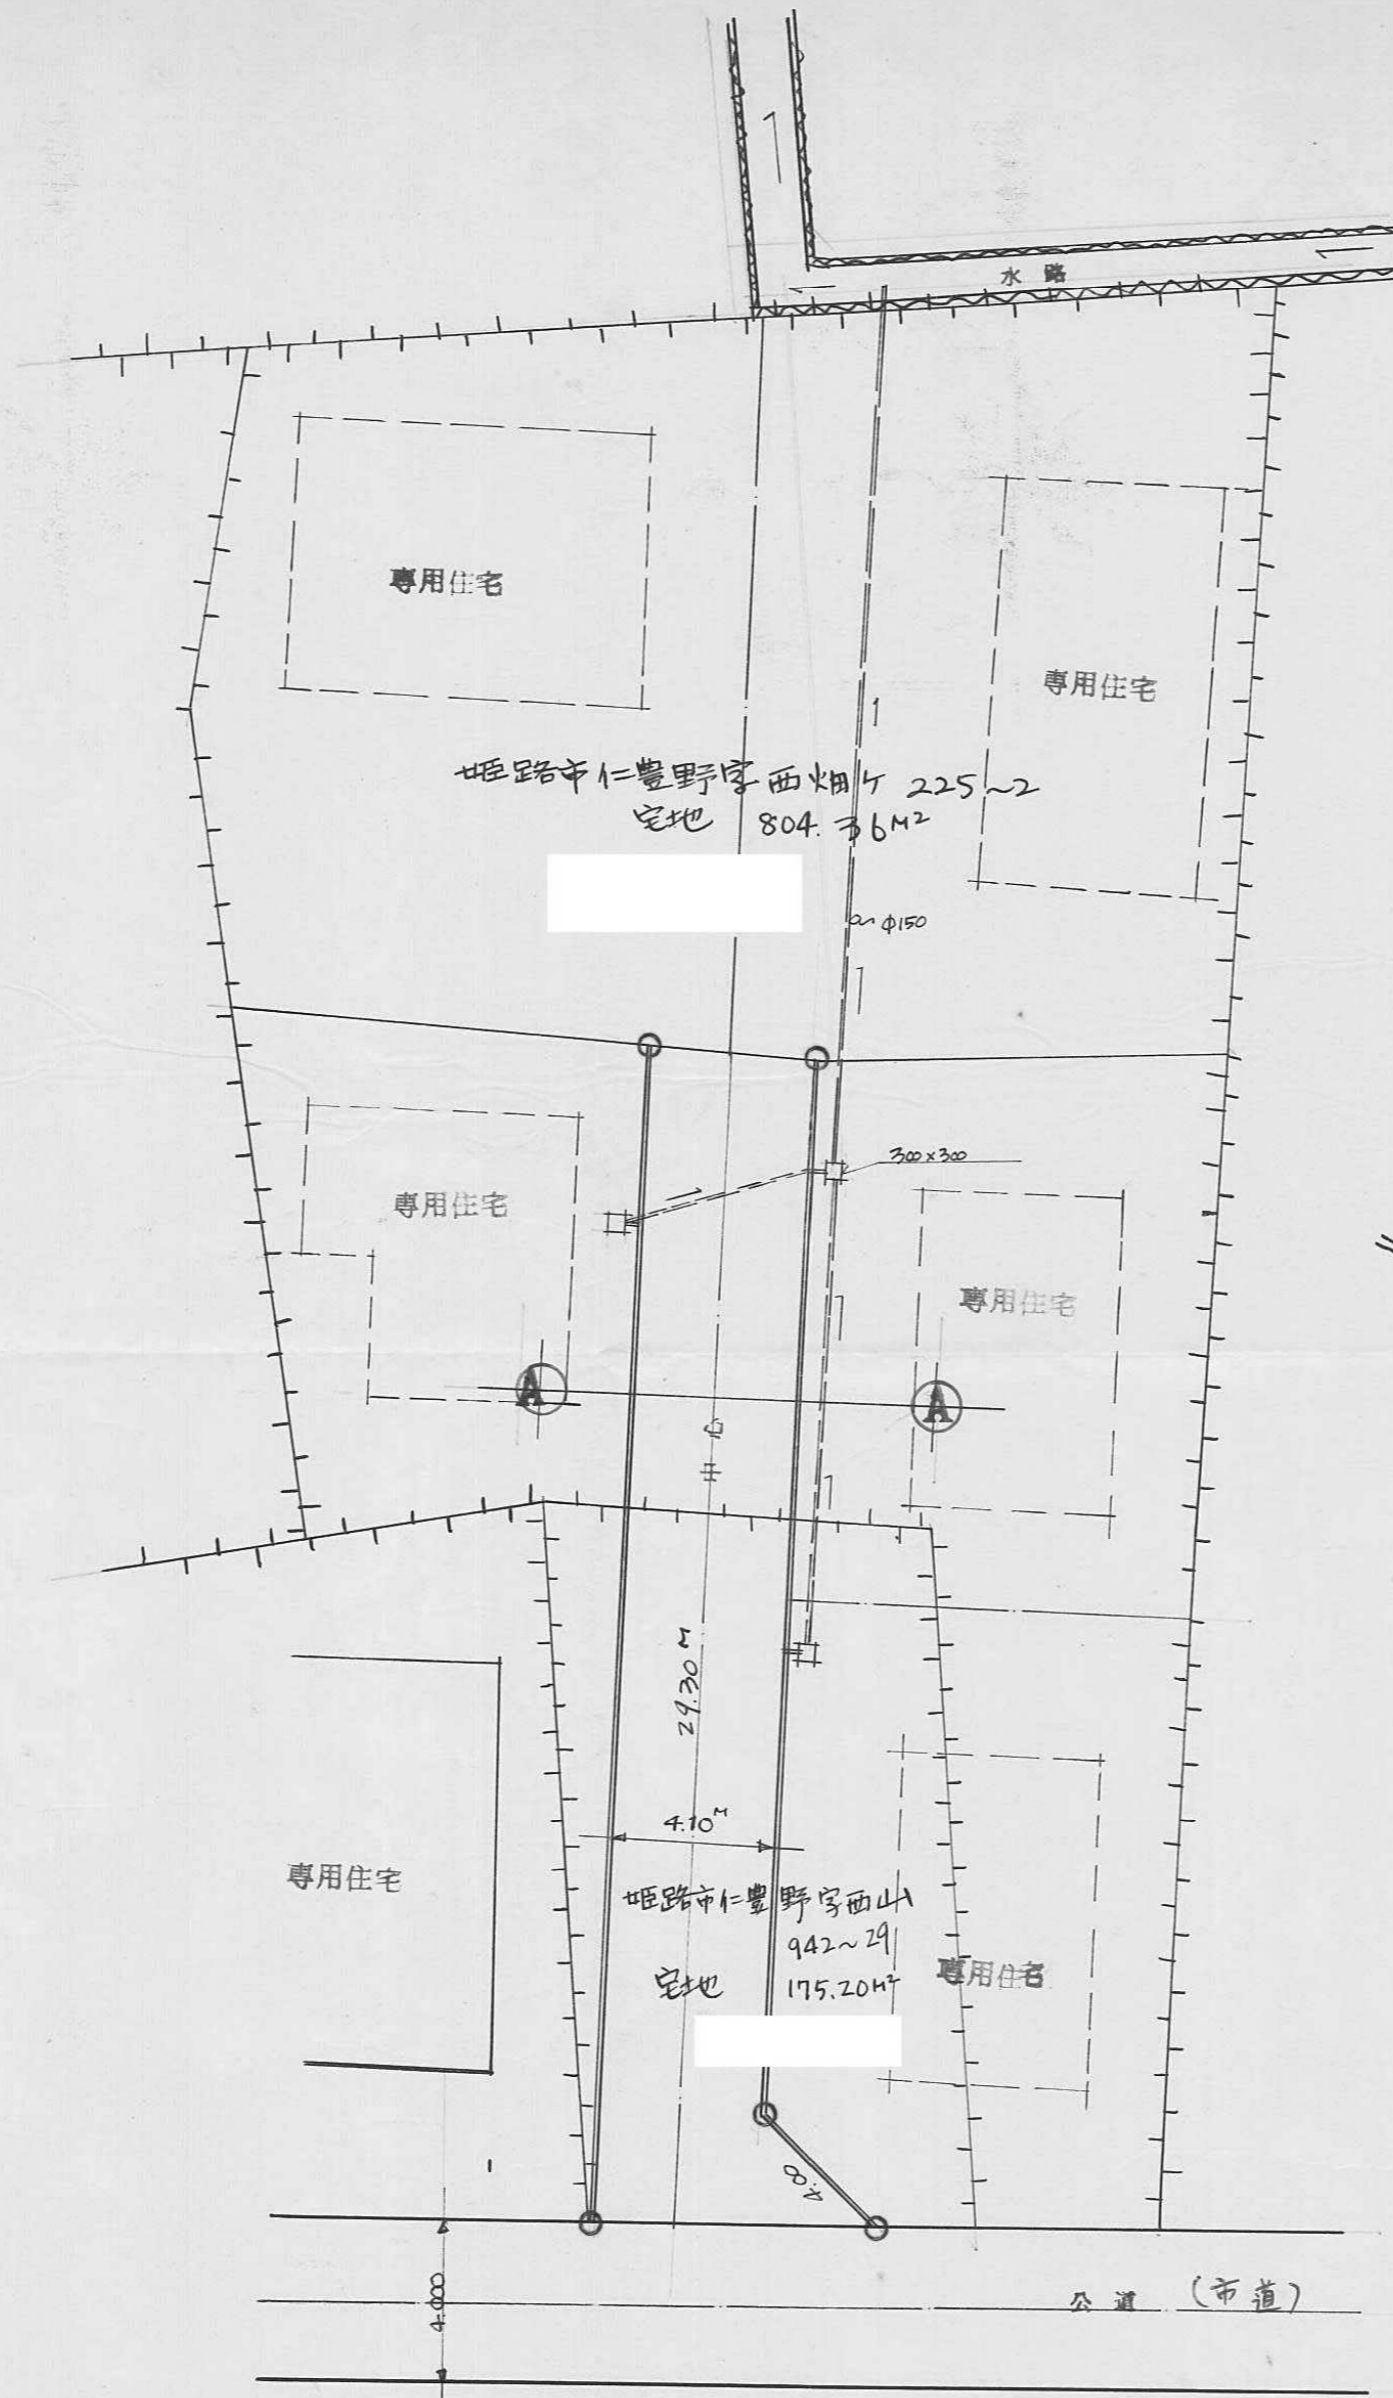 水路
専用住宅
専用住宅
姫路市仁豊野字西畑ケ 225~2
宅地 804.36M²
φ150
300×300
専用住宅
専用住宅
A
A
29.30M
4.10M
姫路市仁豊野字西山
942~29
宅地 175.20M²
専用住宅
専用住宅
4.00
4.000
公道 (市道)